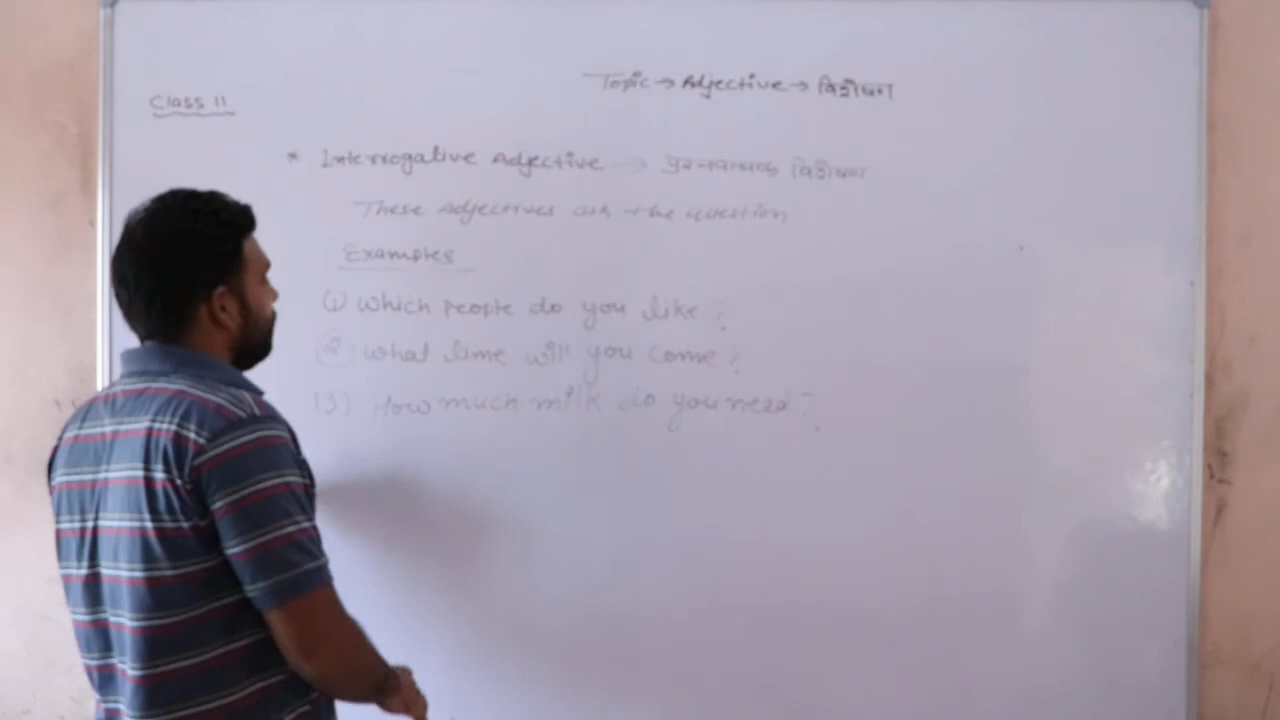 Topic → Adjective → विशेषण
Class 11
* Interrogative Adjective → प्रश्नवाचक विशेषण
These Adjectives ask the question
Examples
(1) which people do you like ?
(2) what time will you come ?
(3) How much milk do you need ?